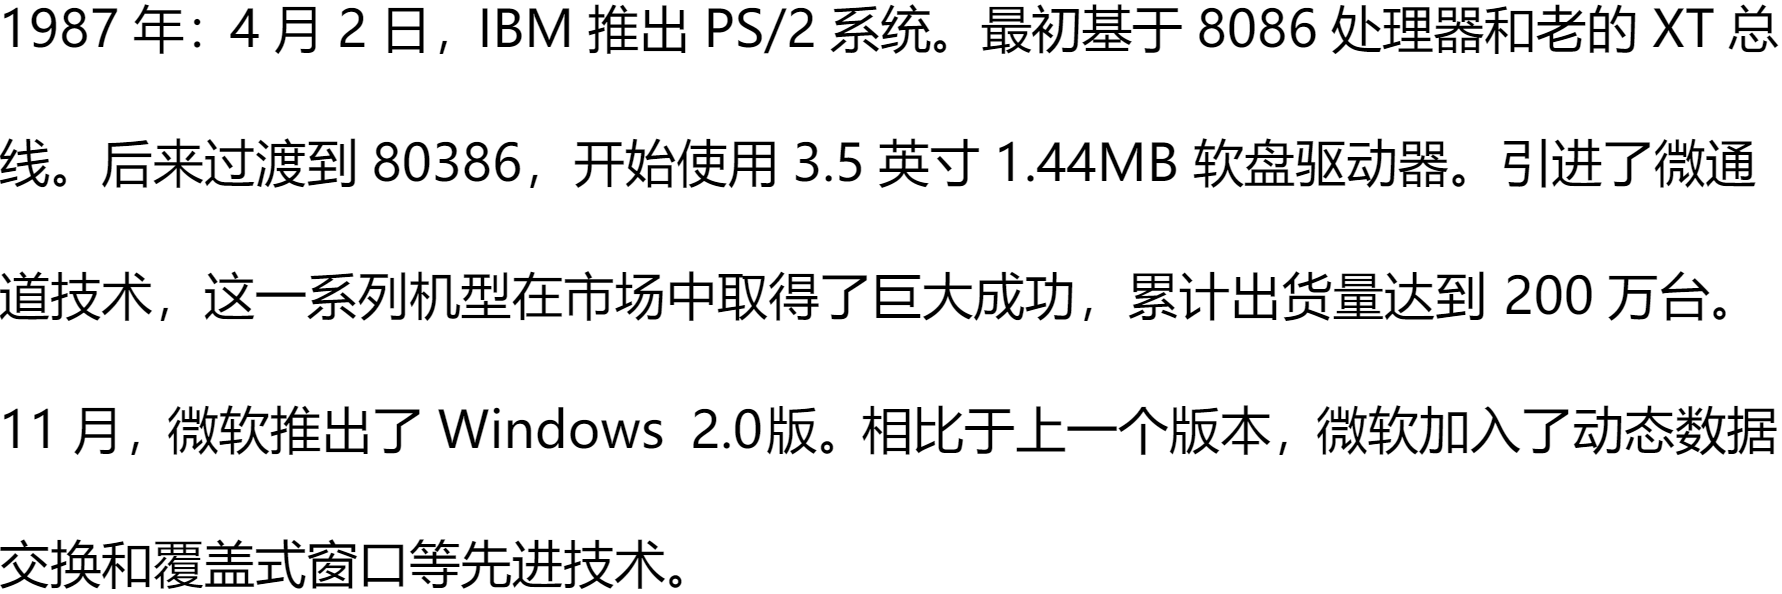 1987 年：4 月 2 日，IBM 推出 PS/2 系统。最初基于 8086 处理器和老的 XT 总
线。后来过渡到 80386，开始使用 3.5 英寸 1.44MB 软盘驱动器。引进了微通
道技术，这一系列机型在市场中取得了巨大成功，累计出货量达到 200 万台。
11 月，微软推出了 Windows 2.0版。相比于上一个版本，微软加入了动态数据
交换和覆盖式窗口等先进技术。